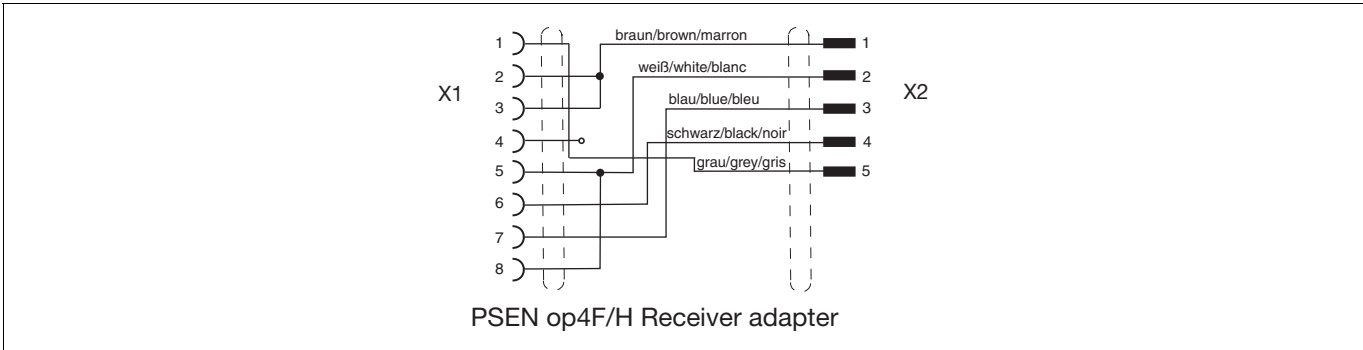 1 braun/brown/marron 1
2 weiß/white/blanc 2
X1 X2
3 blau/blue/bleu 3
4 schwarz/black/noir 4
5 grau/grey/gris 5
6
7
8
PSEN op4F/H Receiver adapter